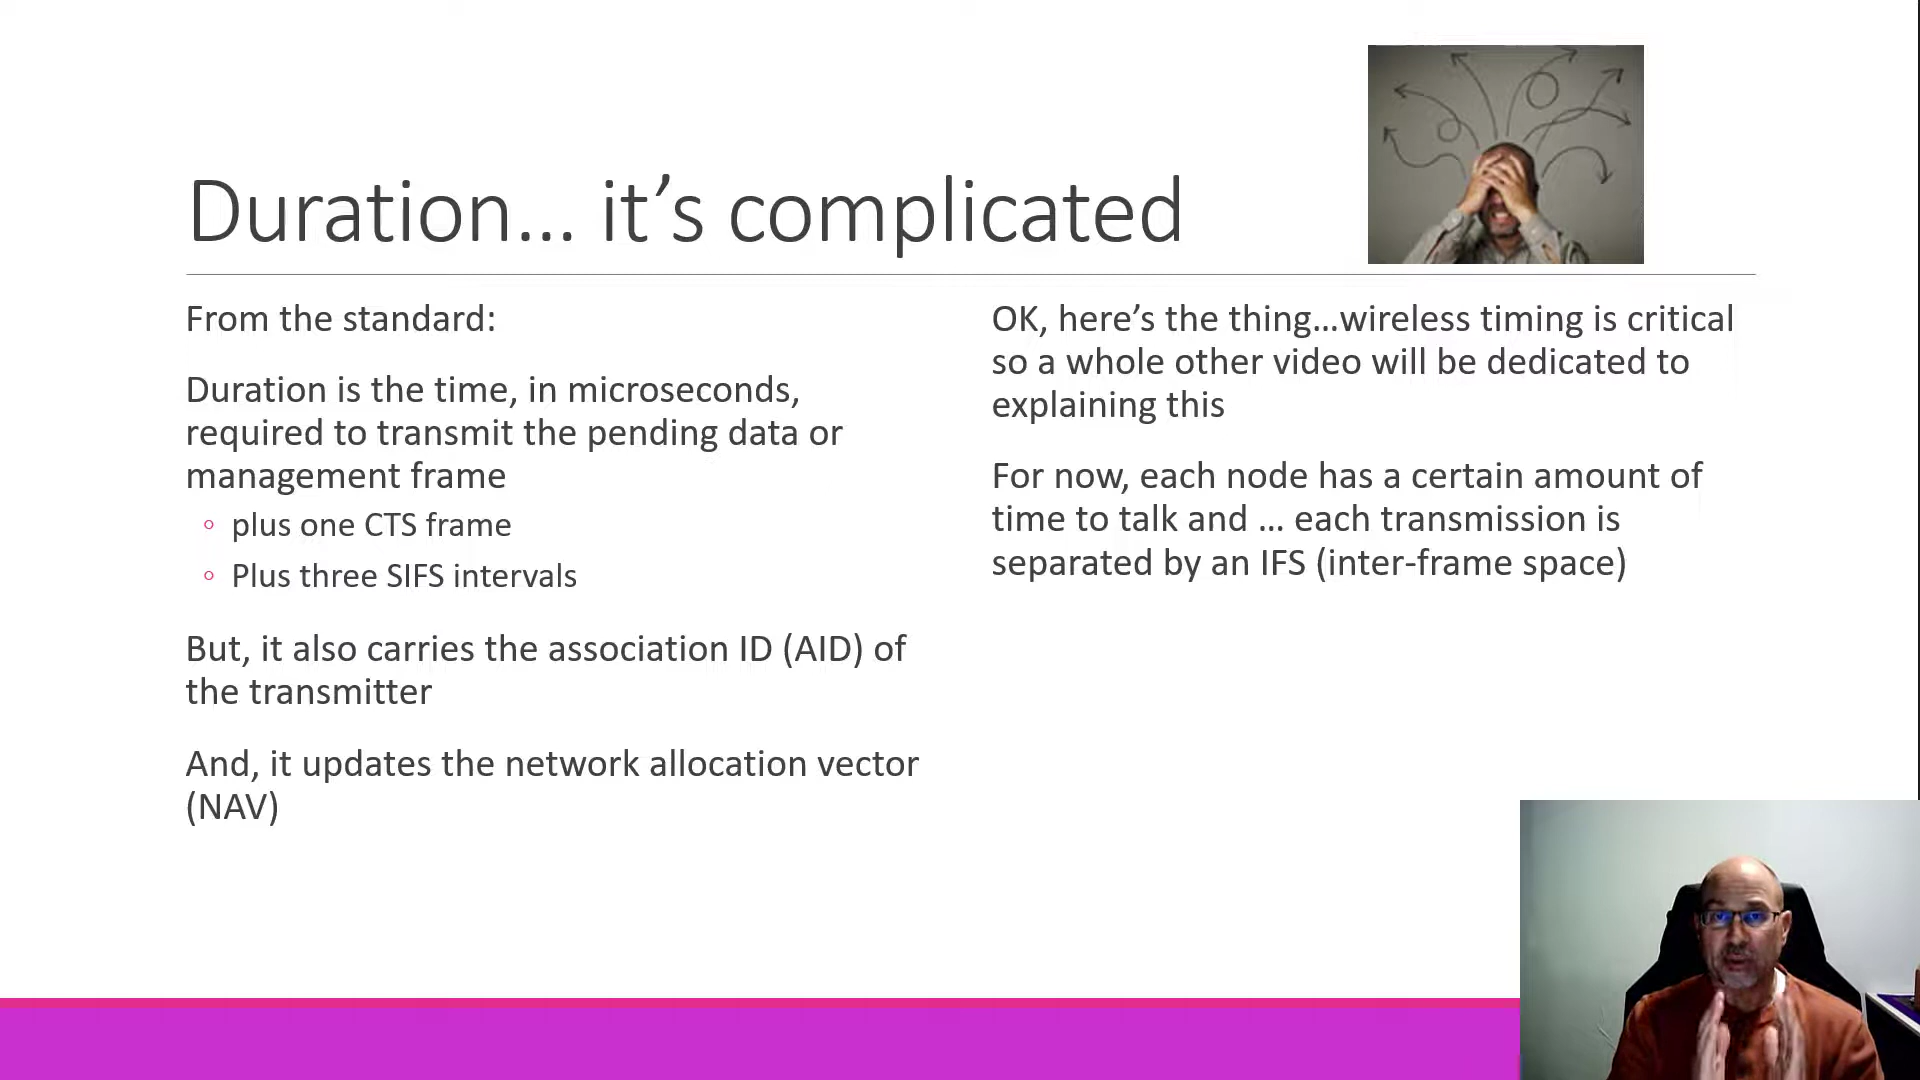 Duration... it’s complicated
From the standard:
Duration is the time, in microseconds,
required to transmit the pending data or
management frame
◦ plus one CTS frame
◦ Plus three SIFS intervals
But, it also carries the association ID (AID) of
the transmitter
And, it updates the network allocation vector
(NAV)
OK, here’s the thing…wireless timing is critical
so a whole other video will be dedicated to
explaining this
For now, each node has a certain amount of
time to talk and … each transmission is
separated by an IFS (inter-frame space)